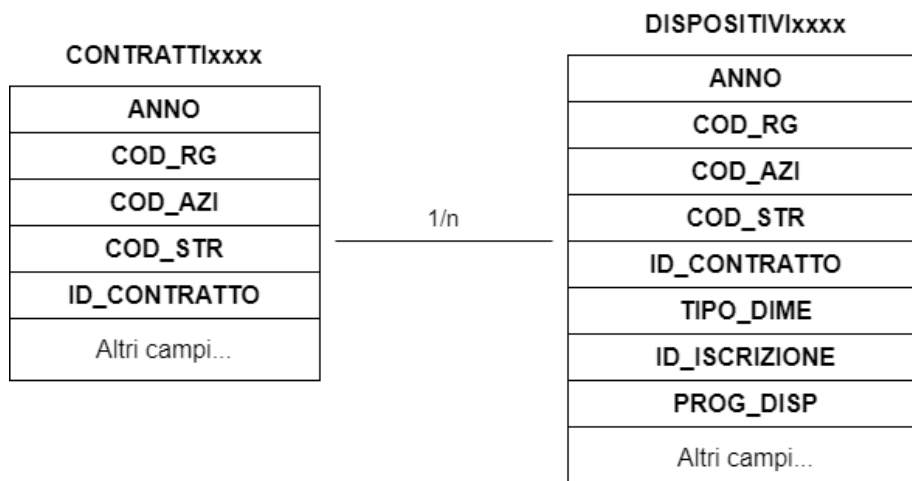 CONTRATTIxxxx
ANNO
COD_RG
COD_AZI
COD_STR
ID_CONTRATTO
Altri campi...
1/n
DISPOSITIVIxxxx
ANNO
COD_RG
COD_AZI
COD_STR
ID_CONTRATTO
TIPO_DIME
ID_ISCRIZIONE
PROG_DISP
Altri campi...